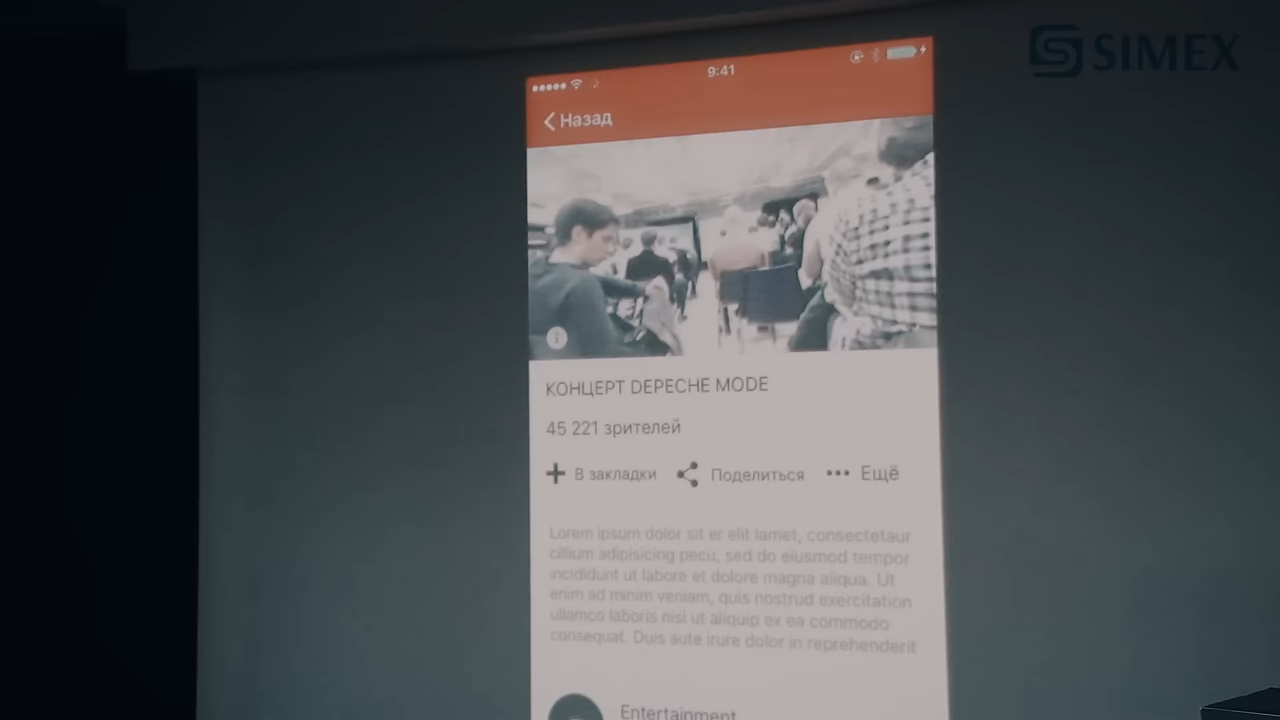 SIMEX
9:41
Назад
КОНЦЕРТ DEPECHE MODE
45 221 зрителей
В закладки Поделиться ••• Ещё
Lorem ipsum dolor sit er elit lamet, consectetaur
cillium adipisicing pecu, sed do eiusmod tempor
incididunt ut labore et dolore magna aliqua. Ut
enim ad minim veniam, quis nostrud exercitation
ullamco laboris nisi ut aliquip ex ea commodo
consequat. Duis aute irure dolor in reprehenderit
Entertainment